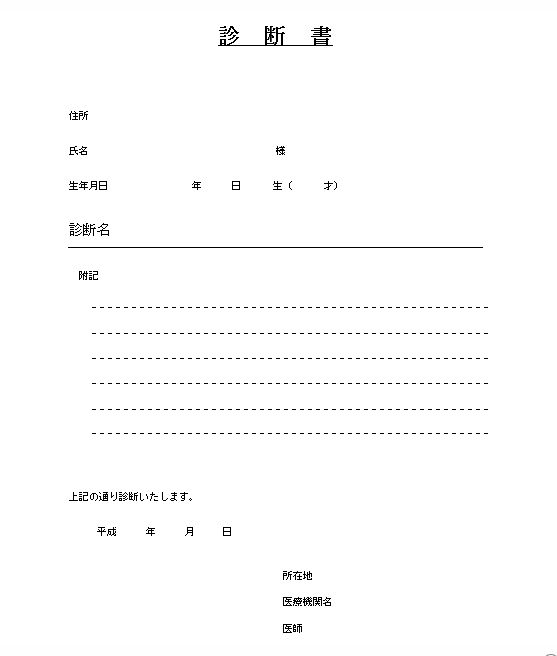 診 断 書
住所
氏名 様
生年月日 年 日 生（ 才）
診断名
附記
上記の通り診断いたします。
平成 年 月 日
所在地
医療機関名
医師